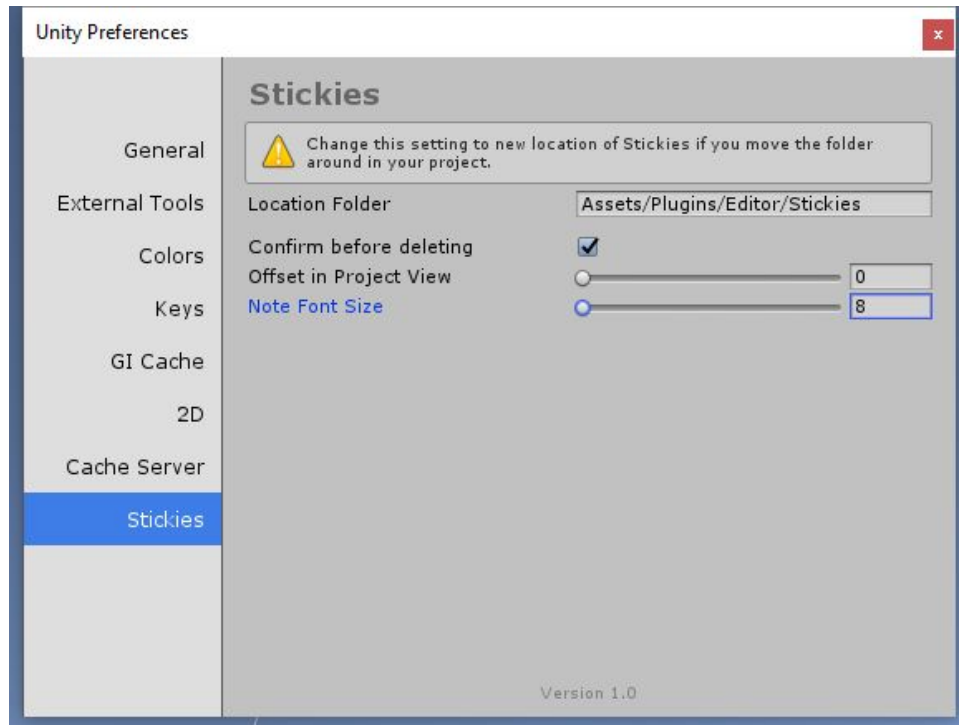 Unity Preferences
x
Stickies
Change this setting to new location of Stickies if you move the folder
around in your project.
General
External Tools
Colors
Keys
GI Cache
2D
Cache Server
Stickies
Location Folder Assets/Plugins/Editor/Stickies
Confirm before deleting
Offset in Project View 0
Note Font Size 8
Version 1.0